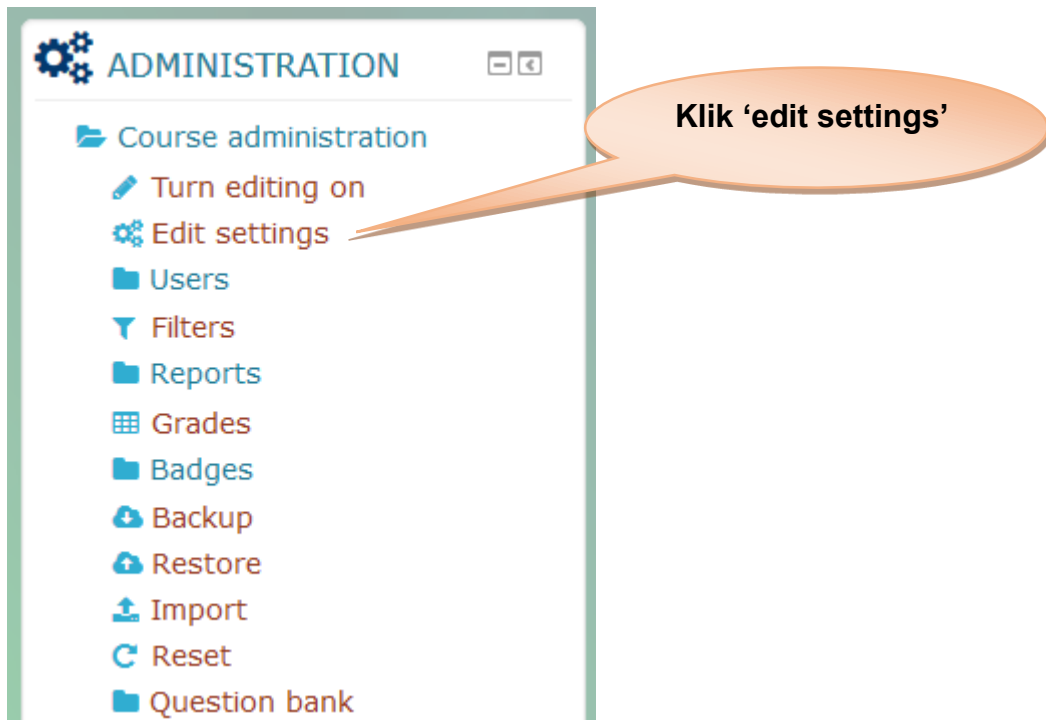 ADMINISTRATION
Klik ‘edit settings’
Course administration
Turn editing on
Edit settings
Users
Filters
Reports
Grades
Badges
Backup
Restore
Import
Reset
Question bank